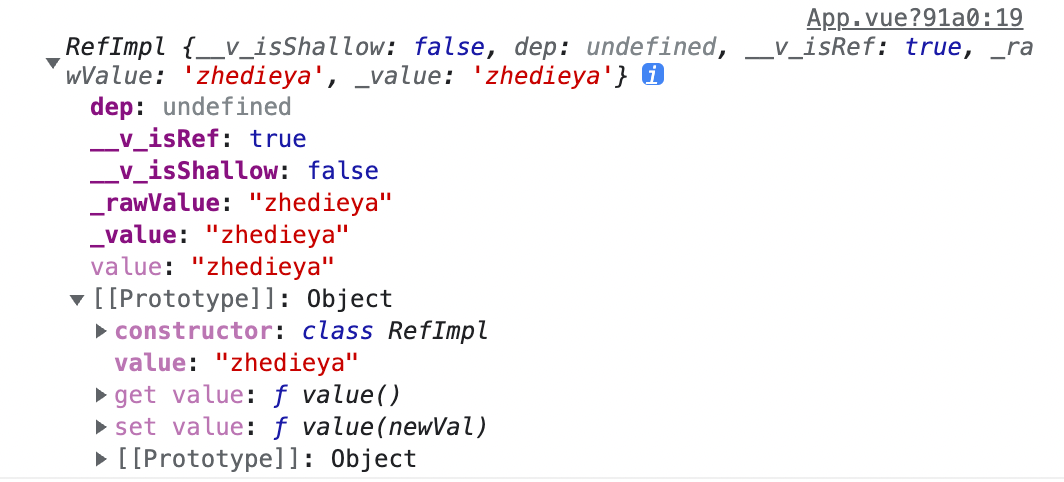 App.vue?91a0:19
RefImpl {__v_isShallow: false, dep: undefined, __v_isRef: true, _ra
wValue: 'zhedieya', _value: 'zhedieya'} i
dep: undefined
__v_isRef: true
__v_isShallow: false
_rawValue: "zhedieya"
_value: "zhedieya"
value: "zhedieya"
[[Prototype]]: Object
constructor: class RefImpl
value: "zhedieya"
get value: ƒ value()
set value: ƒ value(newVal)
[[Prototype]]: Object